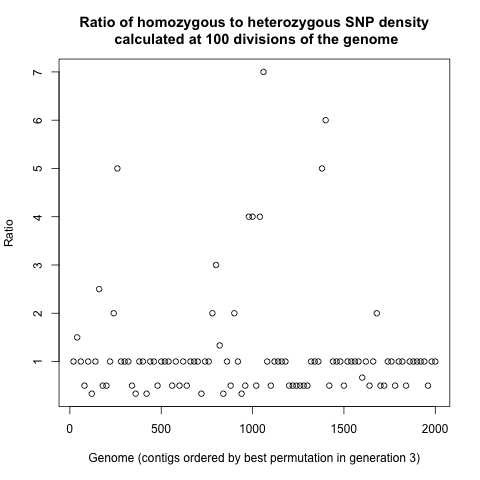 Ratio of homozygous to heterozygous SNP density
calculated at 100 divisions of the genome
7
6
5
4
3
2
1
Ratio
0 500 1000 1500 2000
Genome (contigs ordered by best permutation in generation 3)